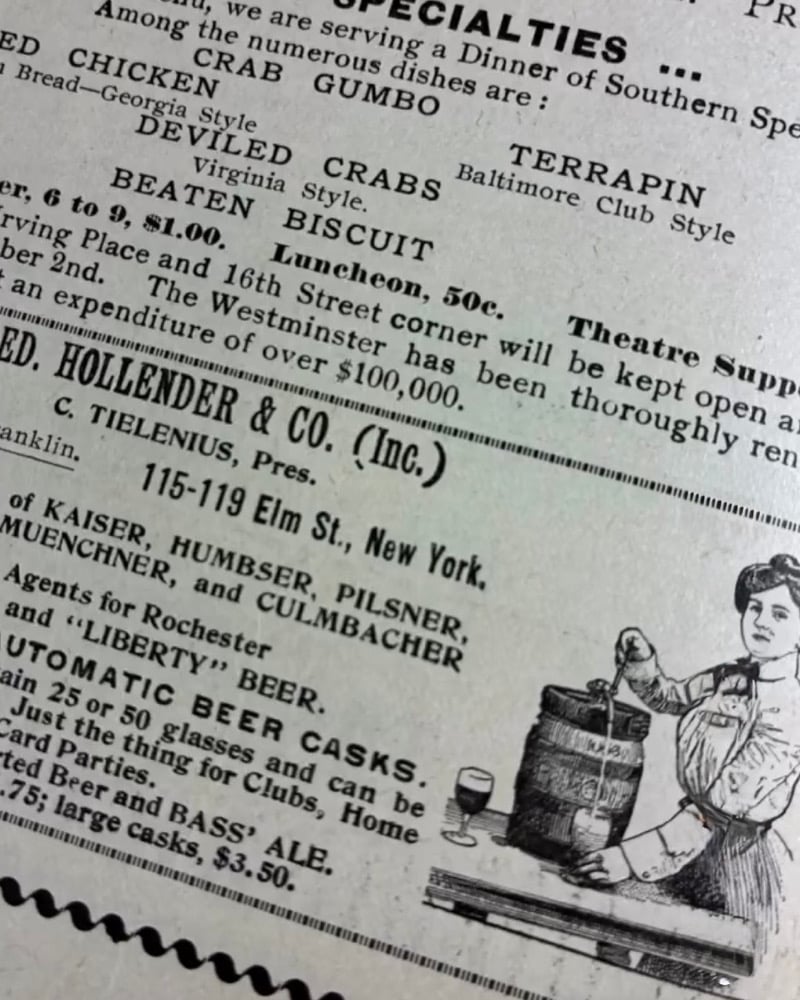 PR
SPECIALTIES ...
we are serving a Dinner of Southern Spe
Among the numerous dishes are :
CRAB GUMBO
ED CHICKEN
Bread—Georgia Style
TERRAPIN
Baltimore Club Style
DEVILED CRABS
Virginia Style.
BEATEN BISCUIT
er, 6 to 9, $1.00. Luncheon, 50c. Theatre Supp
rving Place and 16th Street corner will be kept open a
ber 2nd. The Westminster has been thoroughly ren
t an expenditure of over $100,000.
ED. HOLLENDER & CO. (Inc.)
C. TIELENIUS, Pres.
anklin.
115-119 Elm St., New York.
of KAISER, HUMBSER, PILSNER,
MUENCHNER, and CULMBACHER
Agents for Rochester
and "LIBERTY" BEER.
AUTOMATIC BEER CASKS.
ain 25 or 50 glasses and can be
Just the thing for Clubs, Home
Card Parties.
rted Beer and BASS' ALE.
.75; large casks, $3.50.